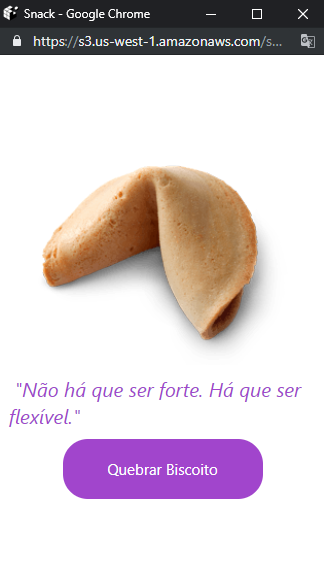 Snack - Google Chrome
https://s3.us-west-1.amazonaws.com/s...
"Não há que ser forte. Há que ser
flexível."
Quebrar Biscoito